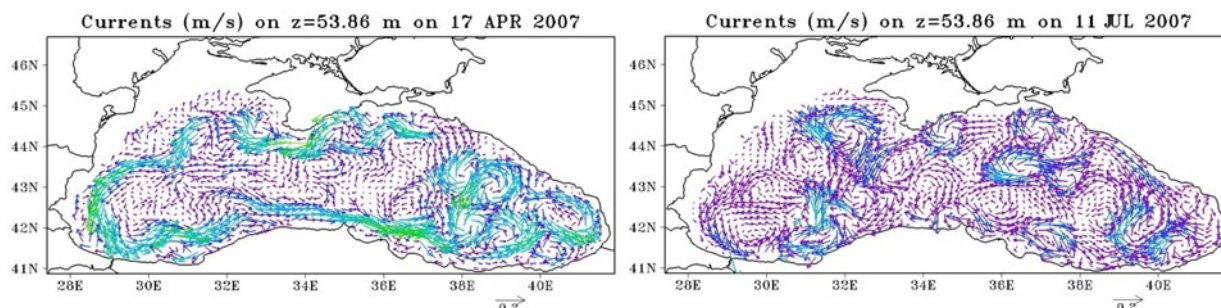 Currents (m/s) on z=53.86 m on 17 APR 2007
46N
45N
44N
43N
42N
41N
28E 30E 32E 34E 36E 38E 40E
Currents (m/s) on z=53.86 m on 11 JUL 2007
46N
45N
44N
43N
42N
41N
28E 30E 32E 34E 36E 38E 40E